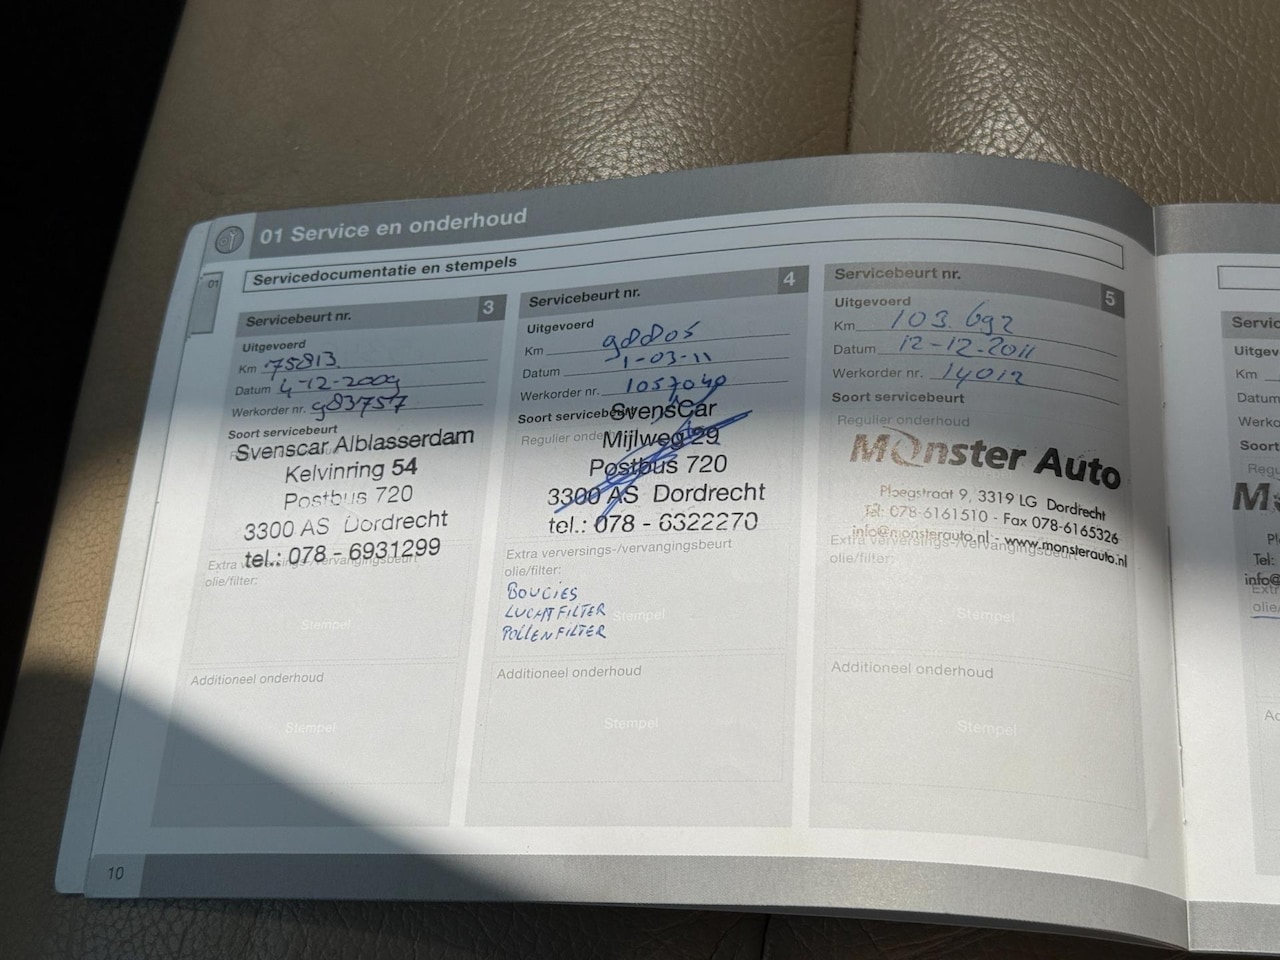 01 Service en onderhoud
01
Servicedocumentatie en stempels
Servicebeurt nr. 3
Uitgevoerd
Km 75813
Datum 4-12-2009
Werkorder nr. 983757
Soort servicebeurt
Svenscar Alblasserdam
Kelvinring 54
Postbus 720
3300 AS Dordrecht
tel.: 078 - 6931299
Extra verversings-/vervangingsbeurt
olie/filter:
Stempel
Additioneel onderhoud
Stempel
Servicebeurt nr. 4
Uitgevoerd
Km 98805
Datum 1-03-11
Werkorder nr. 1057040
Soort servicebeurt
Regulier onderhoud
SvensCar
Mijlweg 29
Postbus 720
3300 AS Dordrecht
tel.: 078 - 6322270
Extra verversings-/vervangingsbeurt
olie/filter:
BOUCIES
LUCHTFILTER
Stempel
POLLENFILTER
Additioneel onderhoud
Stempel
Servicebeurt nr. 5
Uitgevoerd
Km 103.692
Datum 12-12-2011
Werkorder nr. 14012
Soort servicebeurt
Regulier onderhoud
Monster Auto
Ploegstraat 9, 3319 LG Dordrecht
Tel: 078-6161510 - Fax 078-6165326
info@monsterauto.nl - www.monsterauto.nl
Extra verversings-/vervangingsbeurt
olie/filter:
Stempel
Additioneel onderhoud
Stempel
10
Km
Tel: